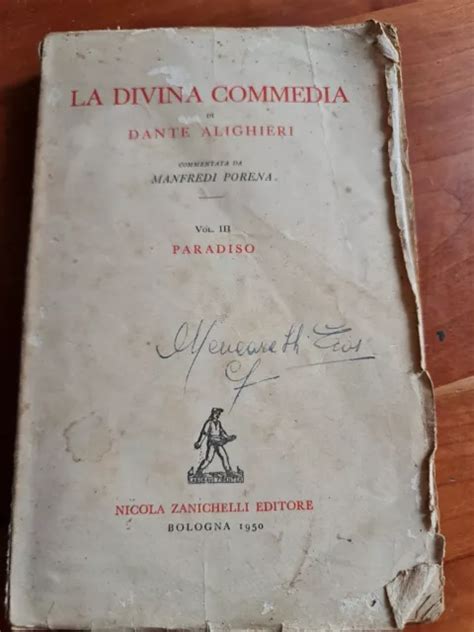 LA DIVINA COMMEDIA
DI
DANTE ALIGHIERI
COMMENTATA DA
MANFREDI PORENA.
VOL. III
PARADISO
NICOLA ZANICHELLI EDITORE
BOLOGNA 1950